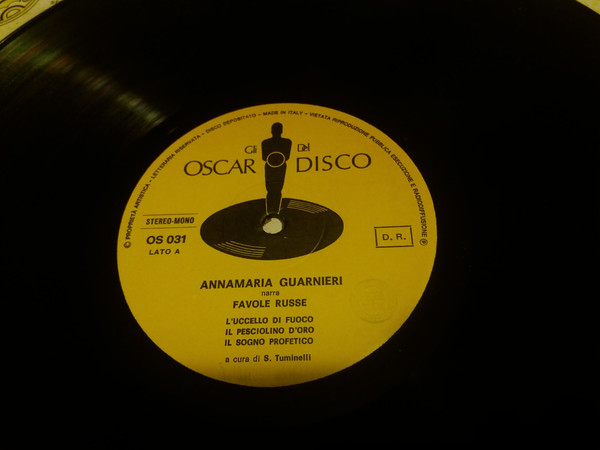 © PROPRIETÀ ARTISTICA - LETTERARIA RISERVATA - DISCO DEPOSITATO - MADE IN ITALY - VIETATA RIPRODUZIONE PUBBLICA ESECUZIONE E RADIODIFFUSIONE ®
Gli Del
OSCAR DISCO
STEREO-MONO
OS 031
LATO A
D. R.
ANNAMARIA GUARNIERI
narra
FAVOLE RUSSE
L'UCCELLO DI FUOCO
IL PESCIOLINO D'ORO
IL SOGNO PROFETICO
a cura di S. Tuminelli